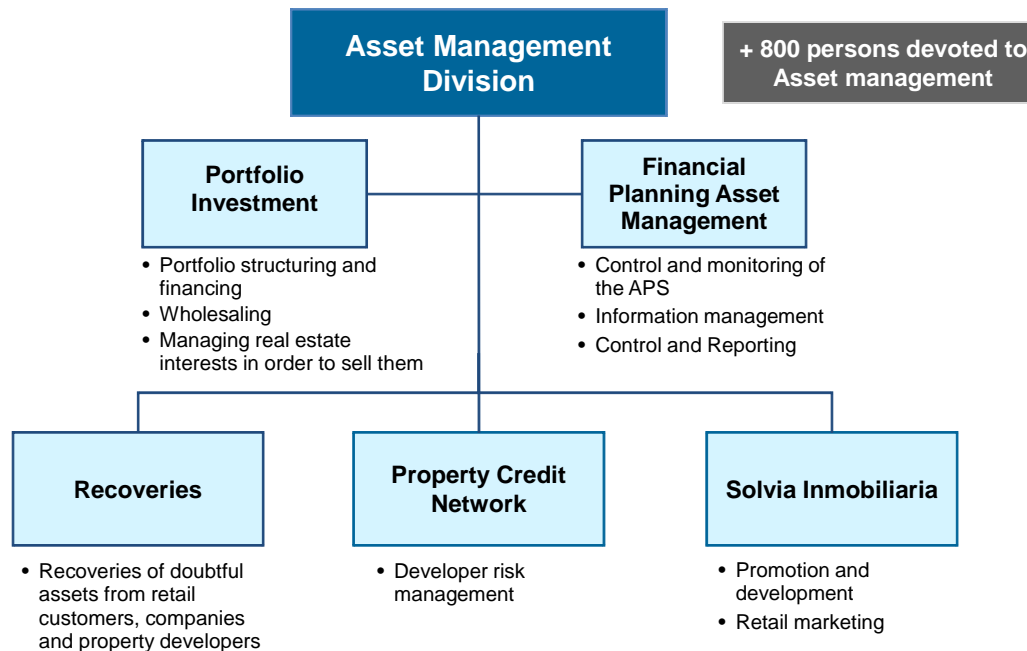 Asset Management
Division
+ 800 persons devoted to
Asset management
Portfolio
Investment
Financial
Planning Asset
Management
• Portfolio structuring and
financing
• Wholesaling
• Managing real estate
interests in order to sell them
• Control and monitoring of
the APS
• Information management
• Control and Reporting
Recoveries
Property Credit
Network
Solvia Inmobiliaria
• Recoveries of doubtful
assets from retail
customers, companies
and property developers
• Developer risk
management
• Promotion and
development
• Retail marketing